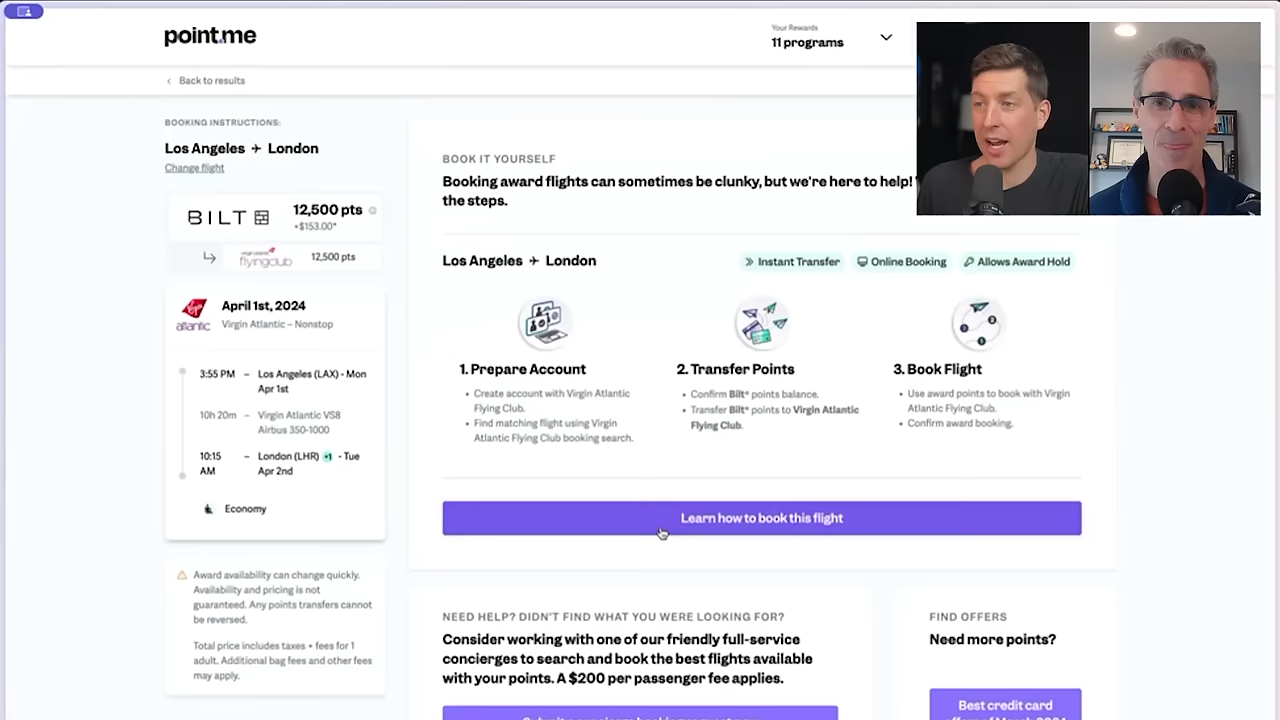 point.me
Your Rewards
11 programs
Back to results
BOOKING INSTRUCTIONS:
Los Angeles → London
Change flight
BILT
12,500 pts
+$153.00*
virgin atlantic
flyingclub
12,500 pts
virgin
atlantic
April 1st, 2024
Virgin Atlantic – Nonstop
3:55 PM – Los Angeles (LAX) - Mon
Apr 1st
10h 20m – Virgin Atlantic VS8
Airbus 350-1000
10:15 – London (LHR) +1 - Tue
AM Apr 2nd
Economy
Award availability can change quickly.
Availability and pricing is not
guaranteed. Any points transfers cannot
be reversed.
Total price includes taxes + fees for 1
adult. Additional bag fees and other fees
may apply.
BOOK IT YOURSELF
Booking award flights can sometimes be clunky, but we're here to help!
the steps.
Los Angeles → London
Instant Transfer
Online Booking
Allows Award Hold
1. Prepare Account
• Create account with Virgin Atlantic
Flying Club.
• Find matching flight using Virgin
Atlantic Flying Club booking search.
2. Transfer Points
• Confirm Bilt® points balance.
• Transfer Bilt® points to Virgin Atlantic
Flying Club.
3. Book Flight
• Use award points to book with Virgin
Atlantic Flying Club.
• Confirm award booking.
Learn how to book this flight
NEED HELP? DIDN'T FIND WHAT YOU WERE LOOKING FOR?
Consider working with one of our friendly full-service
concierges to search and book the best flights available
with your points. A $200 per passenger fee applies.
FIND OFFERS
Need more points?
Best credit card